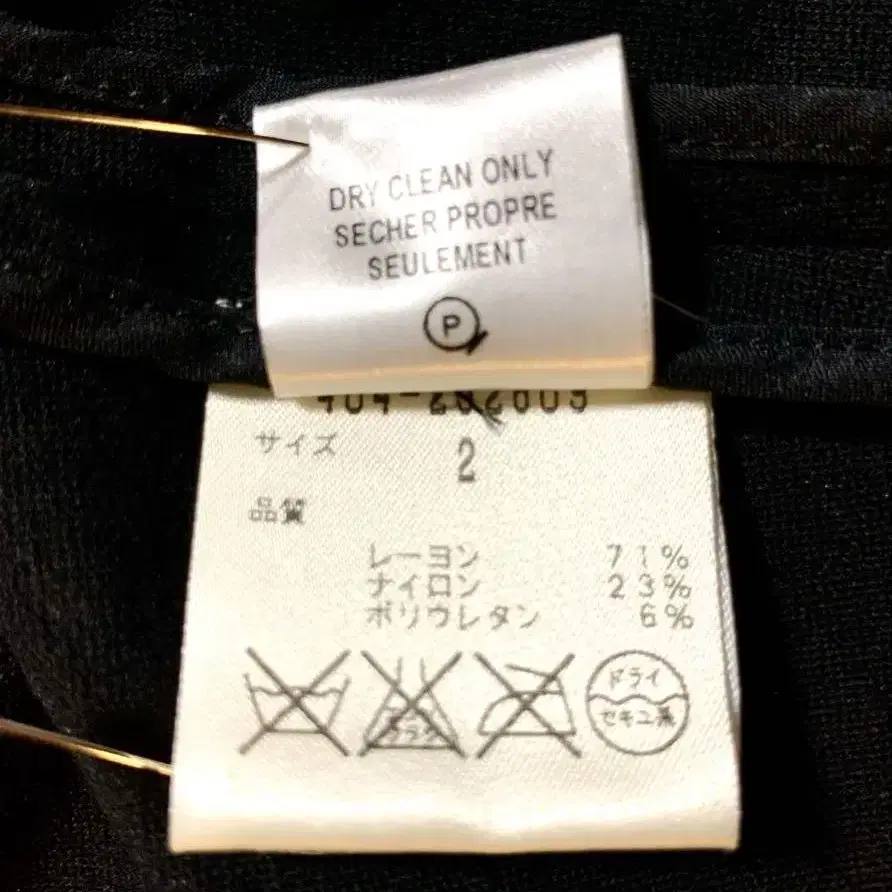 DRY CLEAN ONLY
SECHER PROPRE
SEULEMENT
P
サイズ 2
品質
レーヨン 71%
ナイロン 23%
ポリウレタン 6%
ドライ
セキユ系